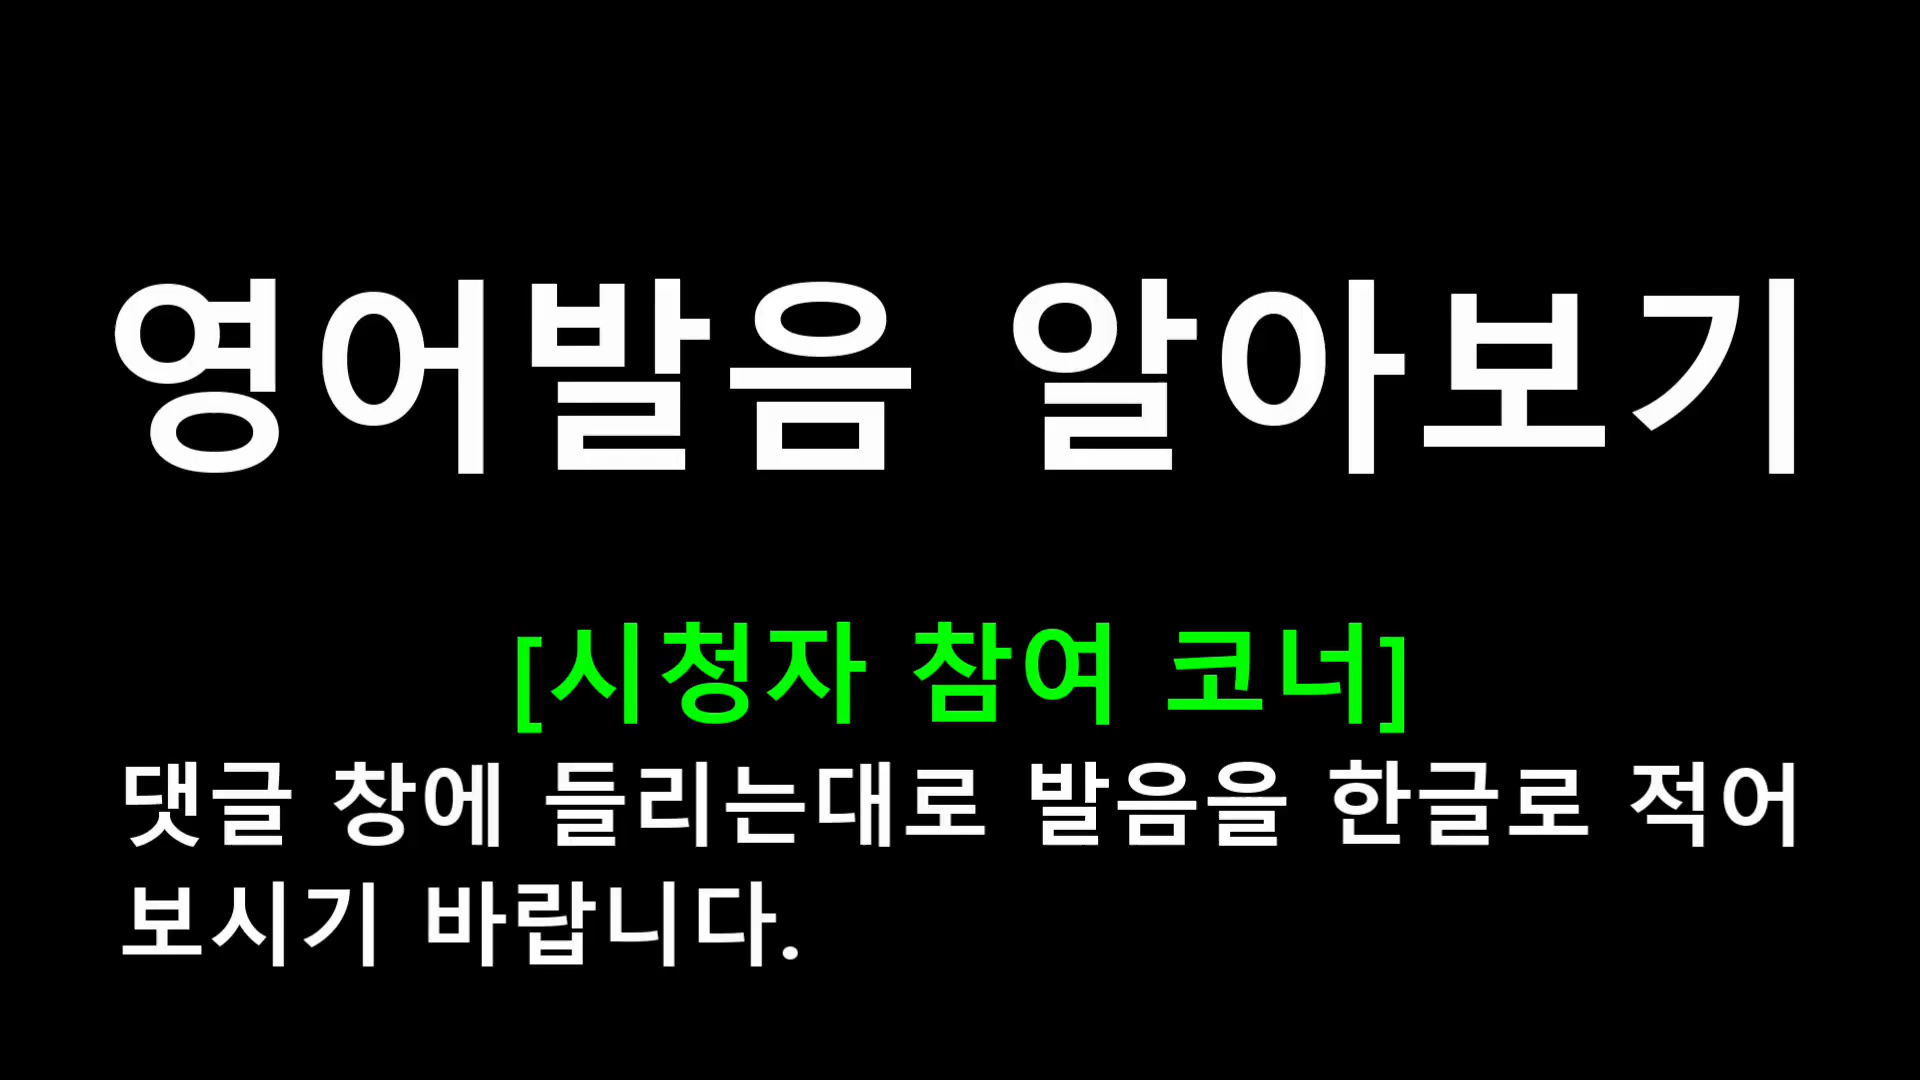 영어발음 알아보기
[시청자 참여 코너]
댓글 창에 들리는대로 발음을 한글로 적어
보시기 바랍니다.